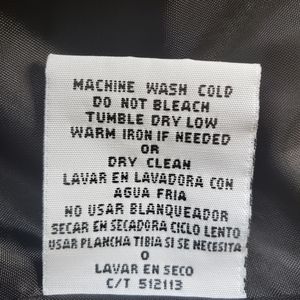 MACHINE WASH COLD
DO NOT BLEACH
TUMBLE DRY LOW
WARM IRON IF NEEDED
OR
DRY CLEAN
LAVAR EN LAVADORA CON
AGUA FRIA
NO USAR BLANQUEADOR
SECAR EN SECADORA CICLO LENTO
USAR PLANCHA TIBIA SI SE NECESITA
O
LAVAR EN SECO
C/T 512113